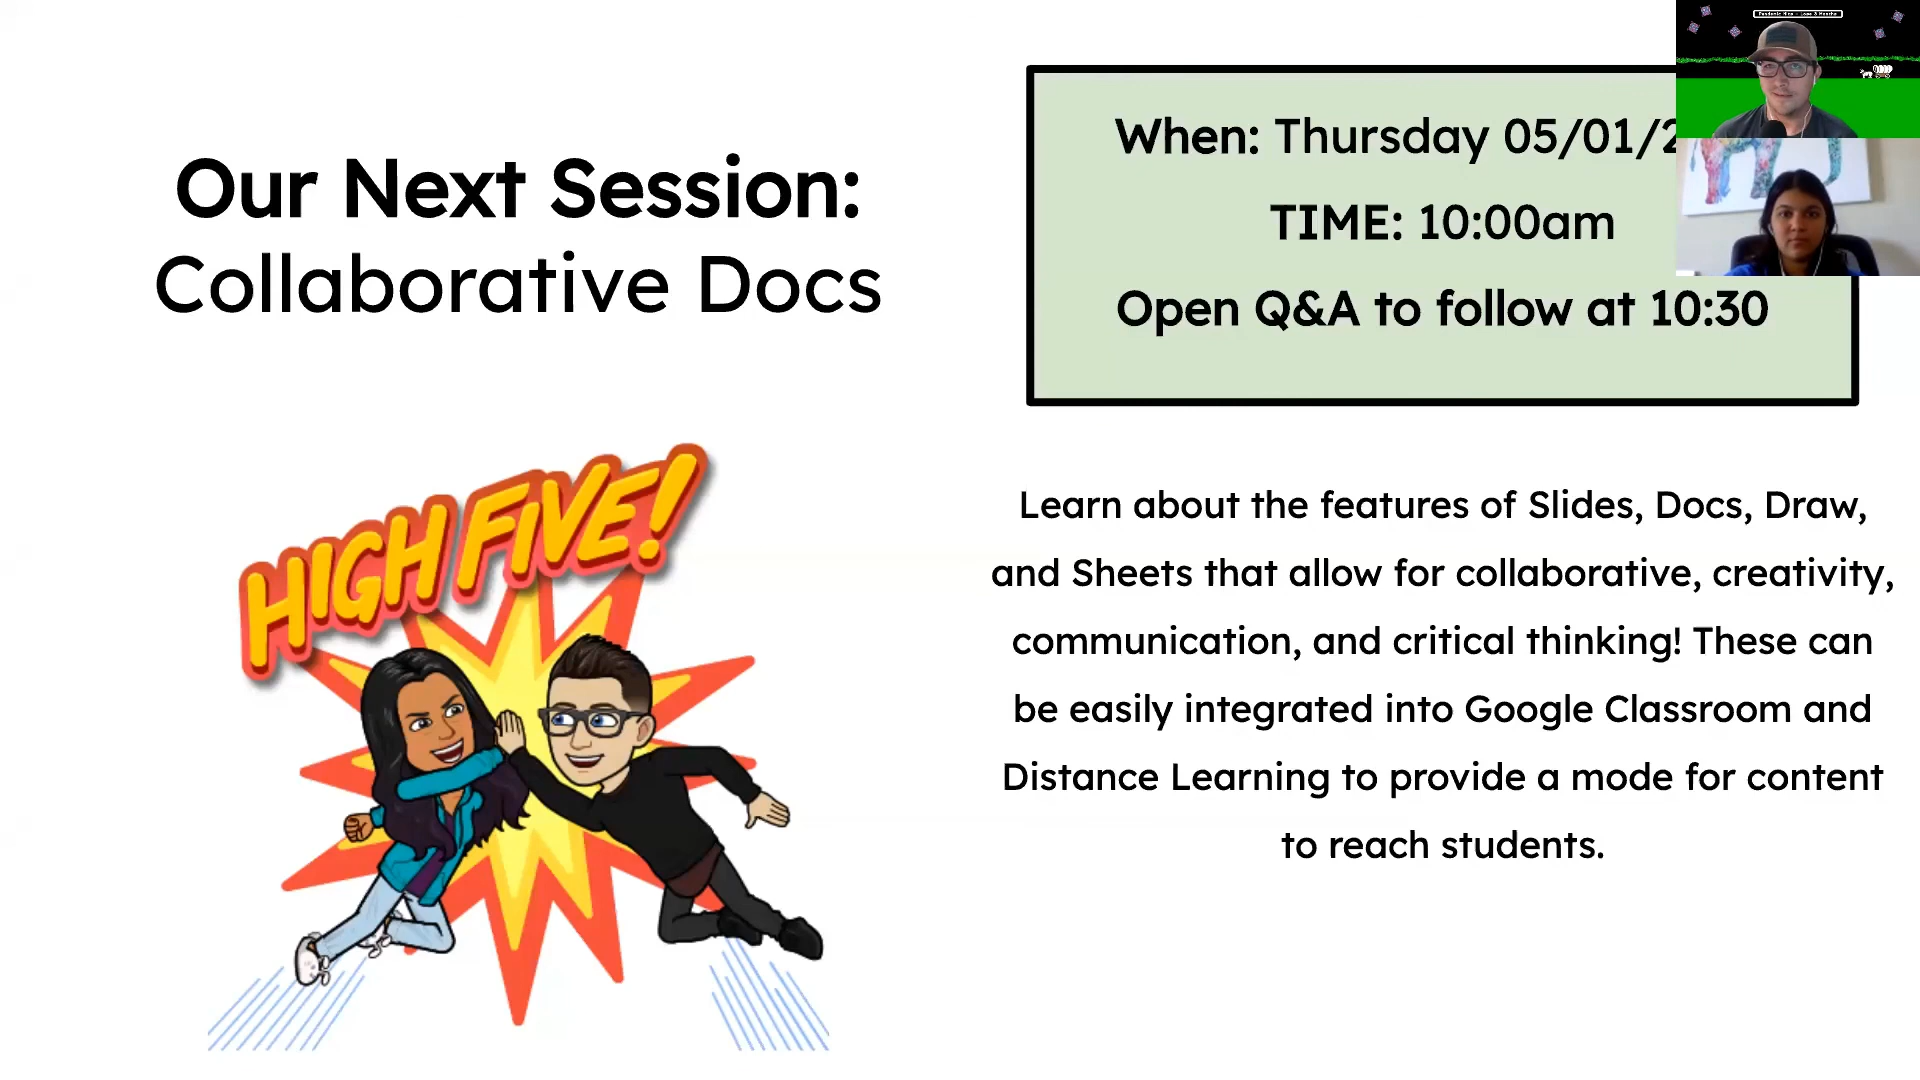 Our Next Session:
Collaborative Docs
When: Thursday 05/01/2
TIME: 10:00am
Open Q&A to follow at 10:30
HIGH FIVE!
Learn about the features of Slides, Docs, Draw,
and Sheets that allow for collaborative, creativity,
communication, and critical thinking! These can
be easily integrated into Google Classroom and
Distance Learning to provide a mode for content
to reach students.